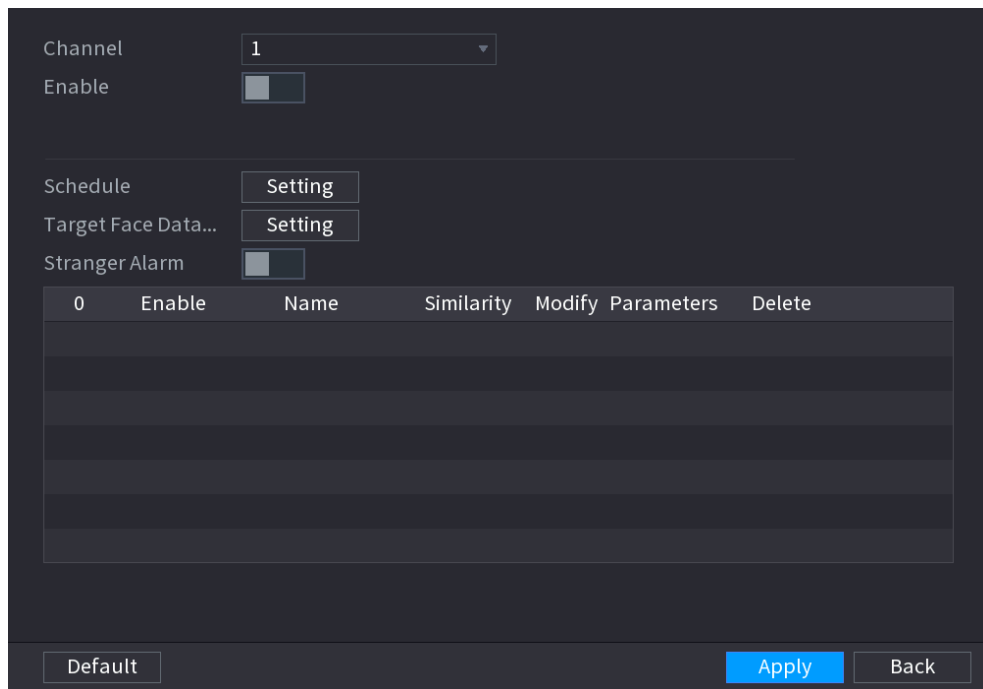 Channel 1
Enable
Schedule Setting
Target Face Data... Setting
Stranger Alarm
0 Enable Name Similarity Modify Parameters Delete
Default Apply Back